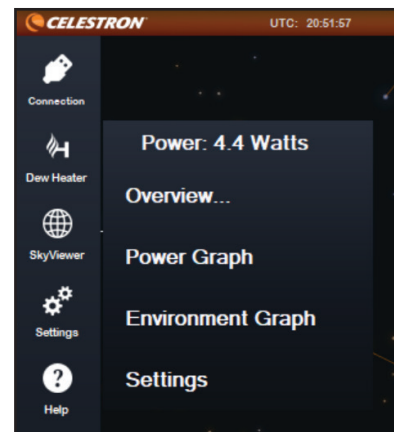 CELESTRON
UTC: 20:51:57
Connection
Dew Heater
SkyViewer
Settings
Help
Power: 4.4 Watts
Overview...
Power Graph
Environment Graph
Settings